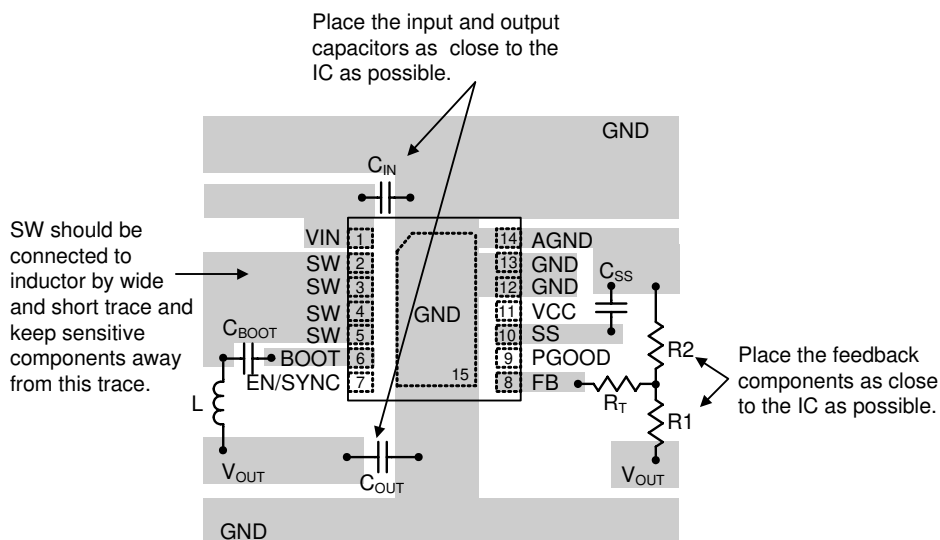 Place the input and output
capacitors as close to the
IC as possible.
GND
CIN
SW should be
connected to
inductor by wide
and short trace and
keep sensitive
components away
from this trace.
VIN 1
SW 2
SW 3
SW 4
SW 5
BOOT 6
EN/SYNC 7
GND
15
14 AGND
13 GND
12 GND
11 VCC
10 SS
9 PGOOD
8 FB
CSS
CBOOT
L
VOUT
COUT
RT
R2
R1
VOUT
Place the feedback
components as close
to the IC as possible.
GND